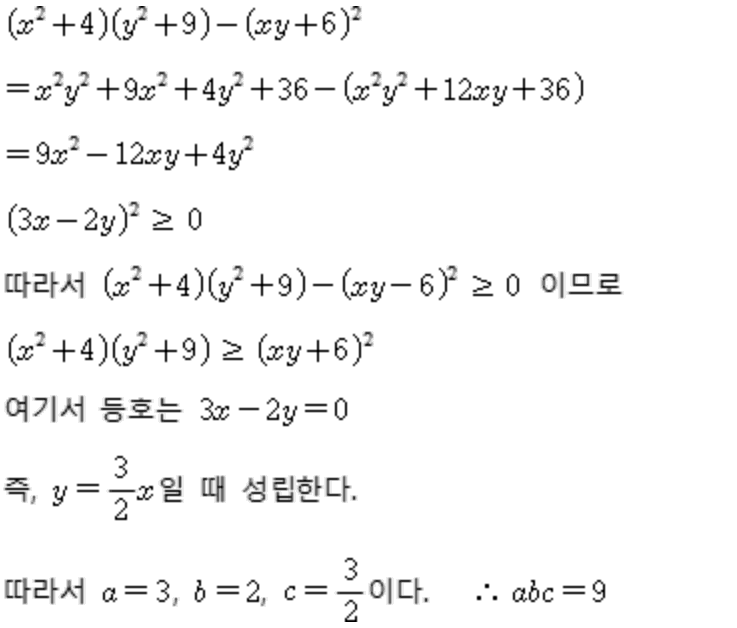 (x²+4)(y²+9)−(xy+6)²
=x²y²+9x²+4y²+36−(x²y²+12xy+36)
=9x²−12xy+4y²
(3x−2y)² ≥ 0
따라서 (x²+4)(y²+9)−(xy−6)² ≥ 0 이므로
(x²+4)(y²+9) ≥ (xy+6)²
여기서 등호는 3x−2y=0
즉, y=3/2x일 때 성립한다.
따라서 a=3, b=2, c=3/2이다. ∴ abc=9